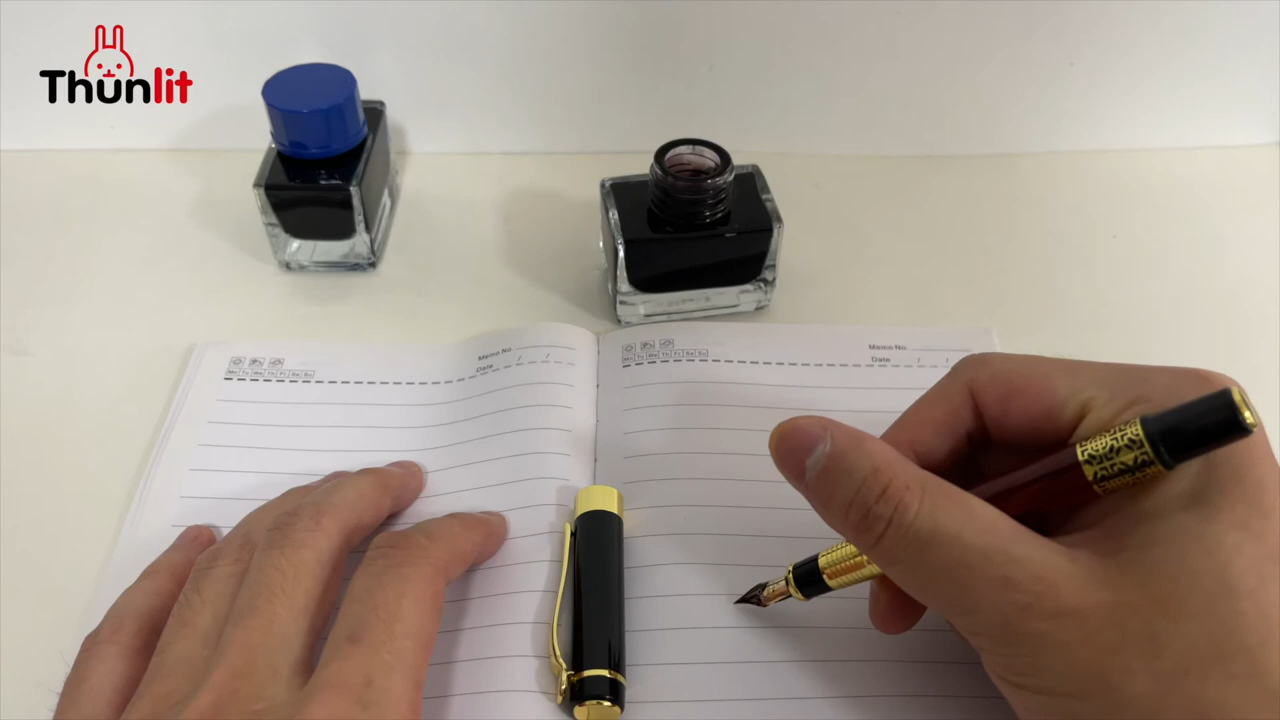 Thunlit
Memo No.
Date / /
Mo Tu We Th Fr Sa Su
Memo No.
Date / /
Mo Tu We Th Fr Sa Su